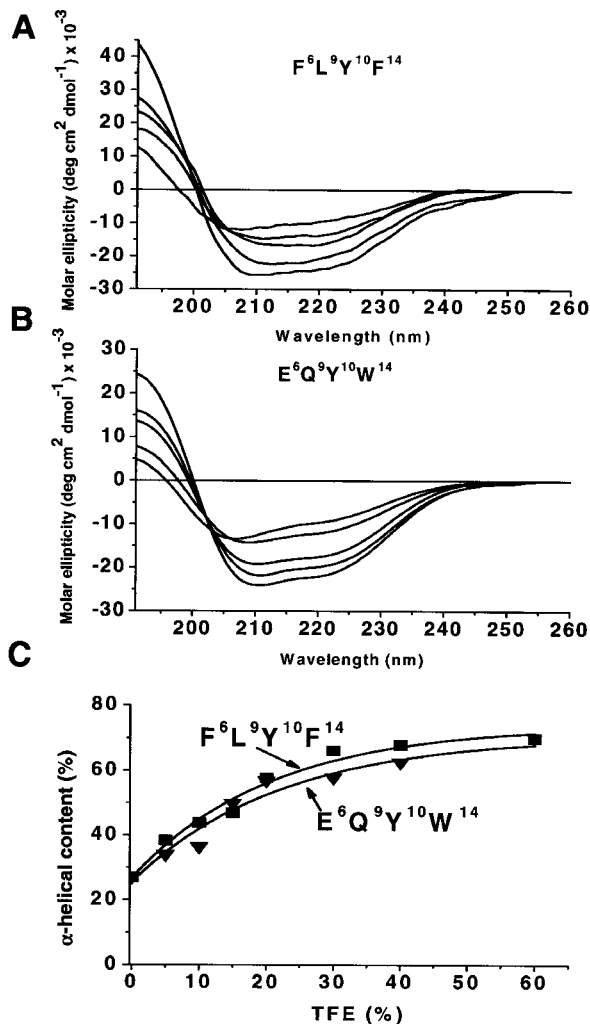 A
Molar ellipticity (deg cm² dmol⁻¹) x 10⁻³
F⁶L⁹Y¹⁰F¹⁴
40
30
20
10
0
-10
-20
-30
200 210 220 230 240 250 260
Wavelength (nm)
B
Molar ellipticity (deg cm² dmol⁻¹) x 10⁻³
E⁶Q⁹Y¹⁰W¹⁴
30
20
10
0
-10
-20
-30
200 210 220 230 240 250 260
Wavelength (nm)
C
α-helical content (%)
80
60
40
20
0
F⁶L⁹Y¹⁰F¹⁴
E⁶Q⁹Y¹⁰W¹⁴
0 10 20 30 40 50 60
TFE (%)